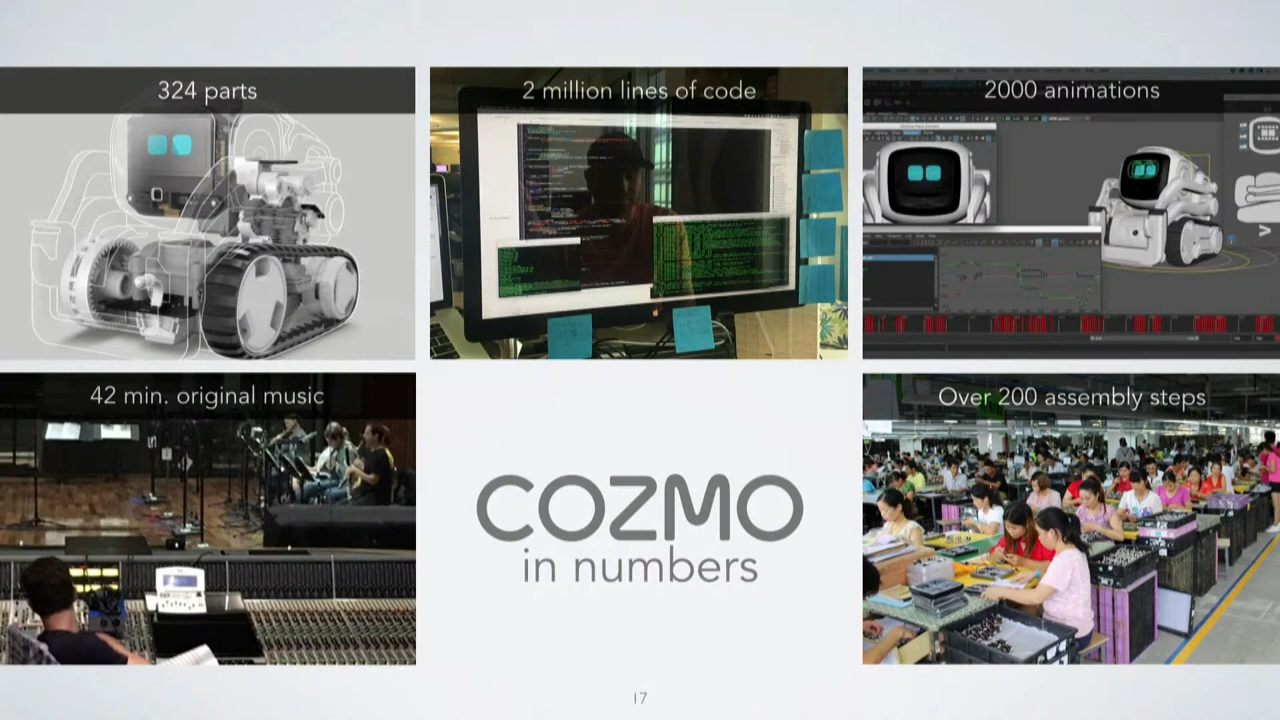 324 parts
2 million lines of code
2000 animations
42 min. original music
COZMO
in numbers
Over 200 assembly steps
17